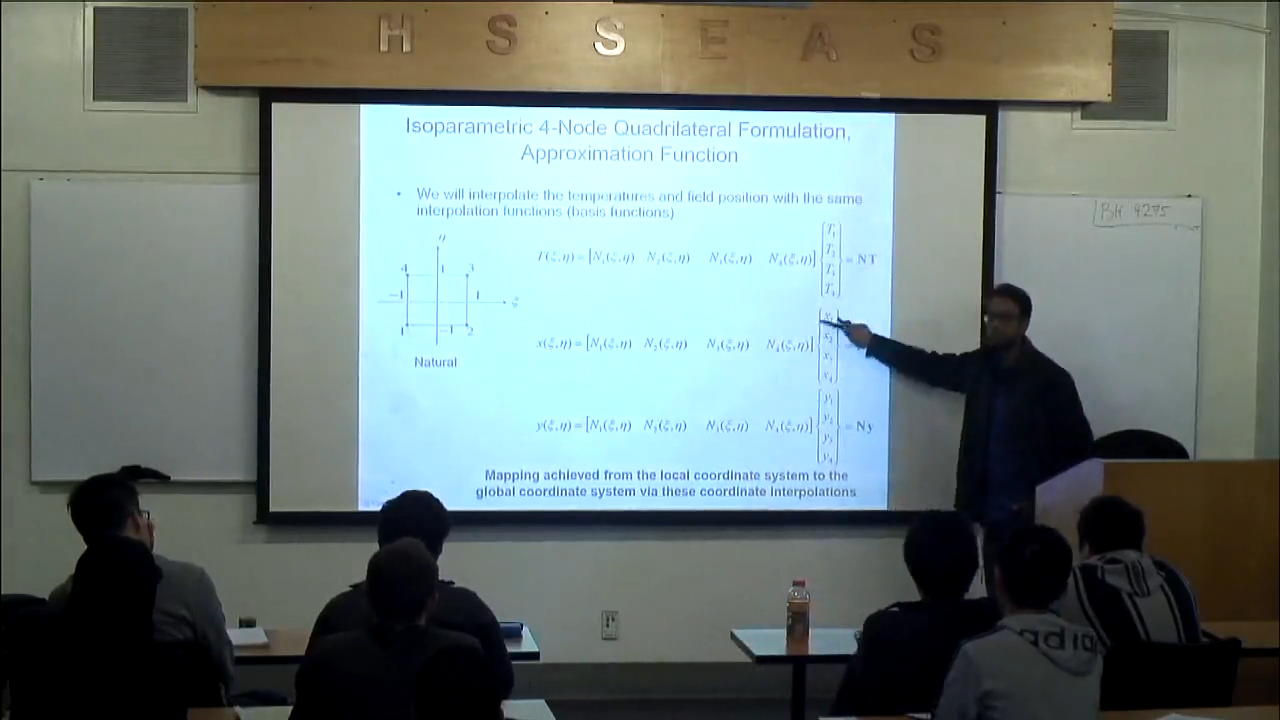 H S S E A S
Isoparametric 4-Node Quadrilateral Formulation,
Approximation Function
• We will interpolate the temperatures and field position with the same
interpolation functions (basis functions)
T(ξ,η) = [N₁(ξ,η) N₂(ξ,η) N₃(ξ,η) N₄(ξ,η)] {T₁ T₂ T₃ T₄} = NT
η
4 1 3
−1 1 ξ
1 −1 2
Natural
x(ξ,η) = [N₁(ξ,η) N₂(ξ,η) N₃(ξ,η) N₄(ξ,η)] {x₁ x₂ x₃ x₄}
y(ξ,η) = [N₁(ξ,η) N₂(ξ,η) N₃(ξ,η) N₄(ξ,η)] {y₁ y₂ y₃ y₄} = Ny
Mapping achieved from the local coordinate system to the
global coordinate system via these coordinate interpolations
BH 9275
adidas